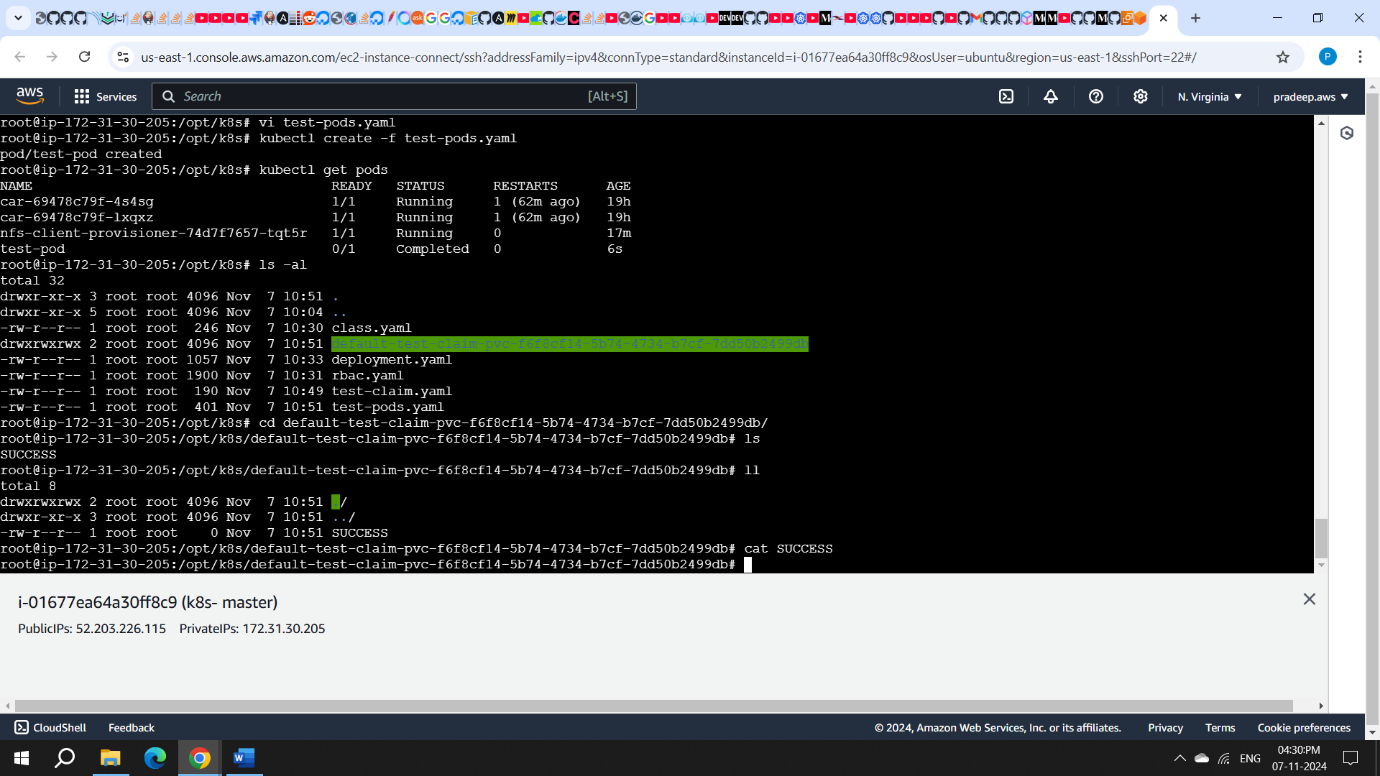 us-east-1.console.aws.amazon.com/ec2-instance-connect/ssh?addressFamily=ipv4&connType=standard&instanceId=i-01677ea64a30ff8c9&osUser=ubuntu&region=us-east-1&sshPort=22#/
P
aws Services Search [Alt+S] N. Virginia pradeep.aws
root@ip-172-31-30-205:/opt/k8s# vi test-pods.yaml
root@ip-172-31-30-205:/opt/k8s# kubectl create -f test-pods.yaml
pod/test-pod created
root@ip-172-31-30-205:/opt/k8s# kubectl get pods
NAME READY STATUS RESTARTS AGE
car-69478c79f-4s4sg 1/1 Running 1 (62m ago) 19h
car-69478c79f-lxqxz 1/1 Running 1 (62m ago) 19h
nfs-client-provisioner-74d7f7657-tqt5r 1/1 Running 0 17m
test-pod 0/1 Completed 0 6s
root@ip-172-31-30-205:/opt/k8s# ls -al
total 32
drwxr-xr-x 3 root root 4096 Nov 7 10:51 .
drwxr-xr-x 5 root root 4096 Nov 7 10:04 ..
-rw-r--r-- 1 root root 246 Nov 7 10:30 class.yaml
drwxrwxrwx 2 root root 4096 Nov 7 10:51 default-test-claim-pvc-f6f8cf14-5b74-4734-b7cf-7dd50b2499db
-rw-r--r-- 1 root root 1057 Nov 7 10:33 deployment.yaml
-rw-r--r-- 1 root root 1900 Nov 7 10:31 rbac.yaml
-rw-r--r-- 1 root root 190 Nov 7 10:49 test-claim.yaml
-rw-r--r-- 1 root root 401 Nov 7 10:51 test-pods.yaml
root@ip-172-31-30-205:/opt/k8s# cd default-test-claim-pvc-f6f8cf14-5b74-4734-b7cf-7dd50b2499db/
root@ip-172-31-30-205:/opt/k8s/default-test-claim-pvc-f6f8cf14-5b74-4734-b7cf-7dd50b2499db# ls
SUCCESS
root@ip-172-31-30-205:/opt/k8s/default-test-claim-pvc-f6f8cf14-5b74-4734-b7cf-7dd50b2499db# ll
total 8
drwxrwxrwx 2 root root 4096 Nov 7 10:51 ./
drwxr-xr-x 3 root root 4096 Nov 7 10:51 ../
-rw-r--r-- 1 root root 0 Nov 7 10:51 SUCCESS
root@ip-172-31-30-205:/opt/k8s/default-test-claim-pvc-f6f8cf14-5b74-4734-b7cf-7dd50b2499db# cat SUCCESS
root@ip-172-31-30-205:/opt/k8s/default-test-claim-pvc-f6f8cf14-5b74-4734-b7cf-7dd50b2499db#
i-01677ea64a30ff8c9 (k8s- master)
PublicIPs: 52.203.226.115 PrivateIPs: 172.31.30.205
CloudShell Feedback © 2024, Amazon Web Services, Inc. or its affiliates. Privacy Terms Cookie preferences
ENG 04:30:PM
07-11-2024